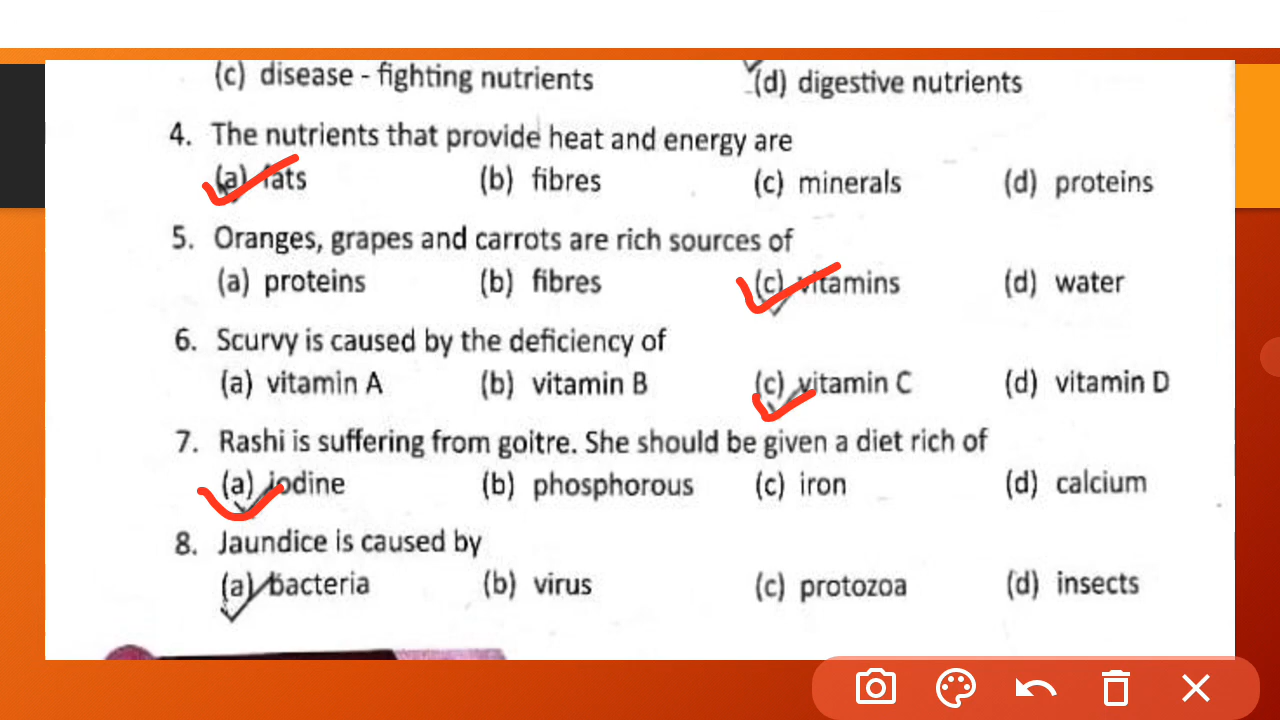 (c) disease - fighting nutrients (d) digestive nutrients
4. The nutrients that provide heat and energy are
(a) fats (b) fibres (c) minerals (d) proteins
5. Oranges, grapes and carrots are rich sources of
(a) proteins (b) fibres (c) vitamins (d) water
6. Scurvy is caused by the deficiency of
(a) vitamin A (b) vitamin B (c) vitamin C (d) vitamin D
7. Rashi is suffering from goitre. She should be given a diet rich of
(a) iodine (b) phosphorous (c) iron (d) calcium
8. Jaundice is caused by
(a) bacteria (b) virus (c) protozoa (d) insects